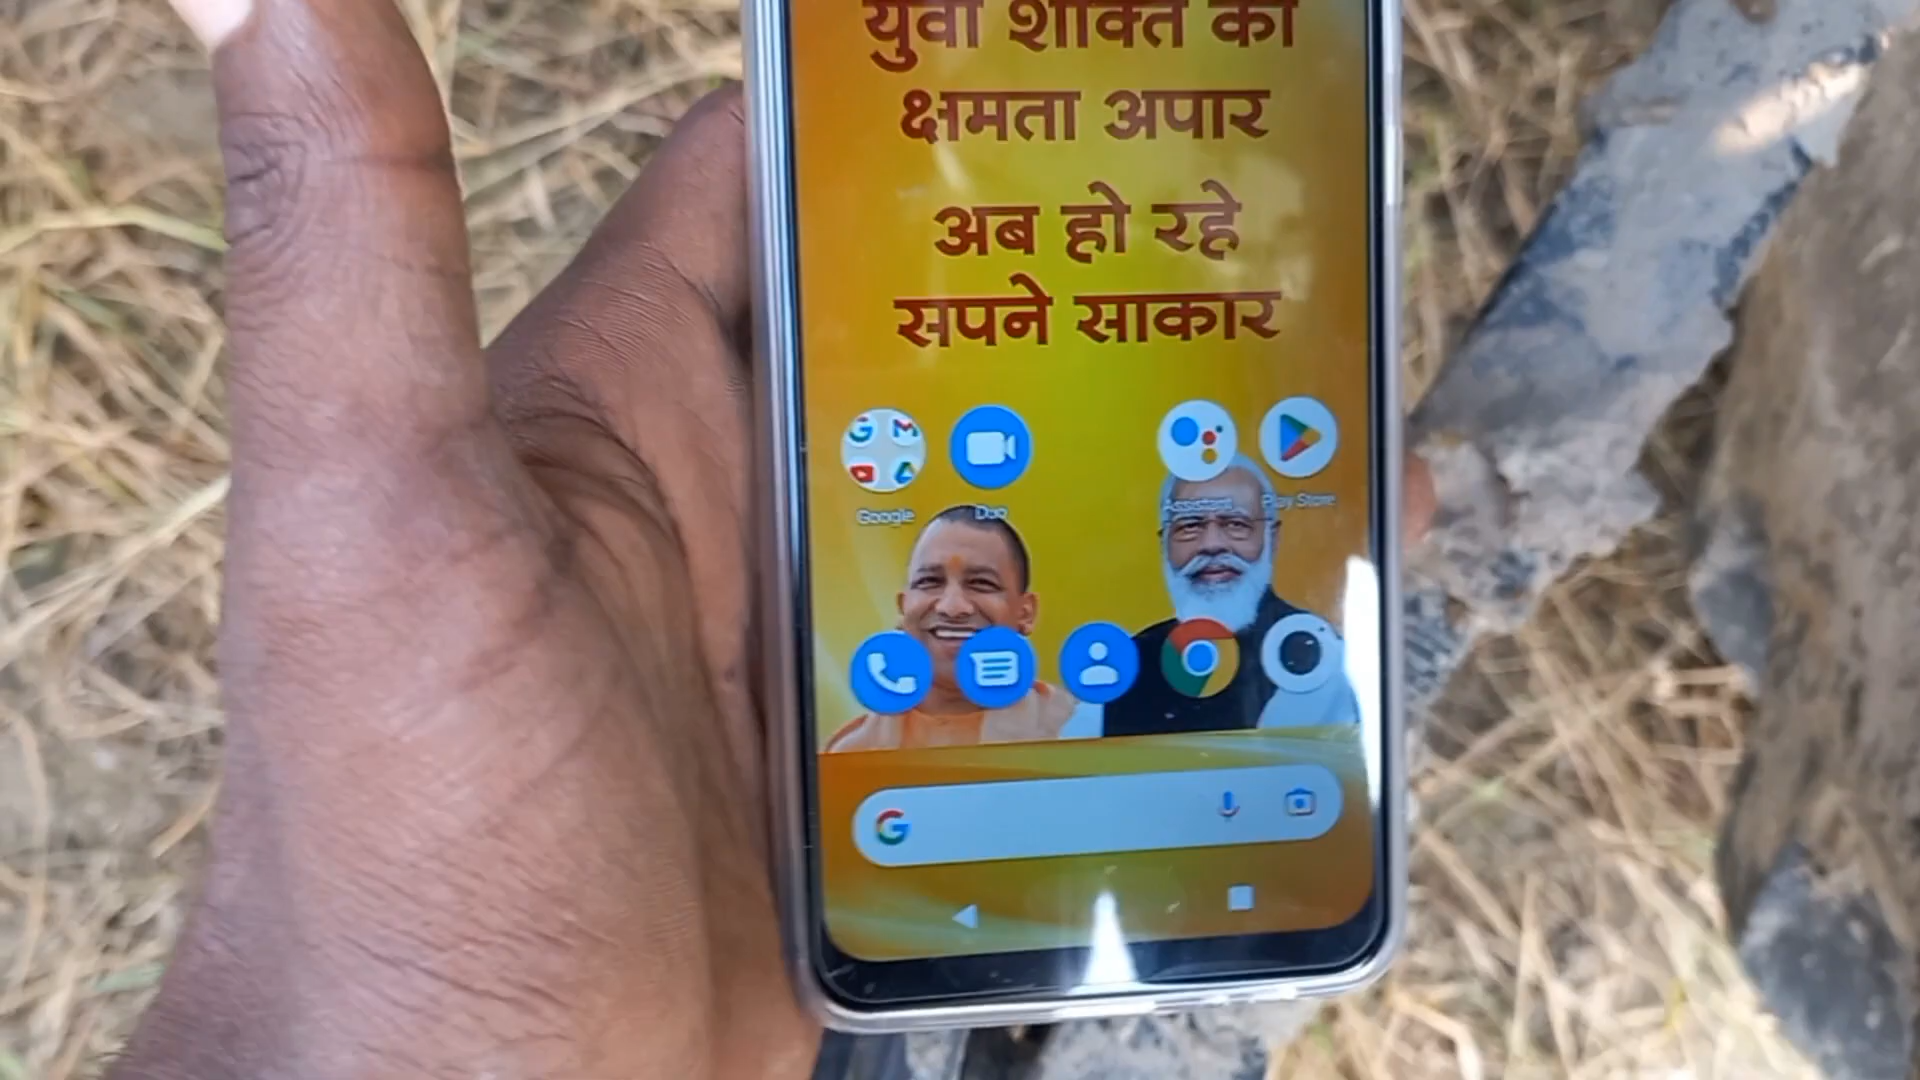 युवा शक्ति की
क्षमता अपार
अब हो रहे
सपने साकार
Google
Duo
Assistant
Play Store